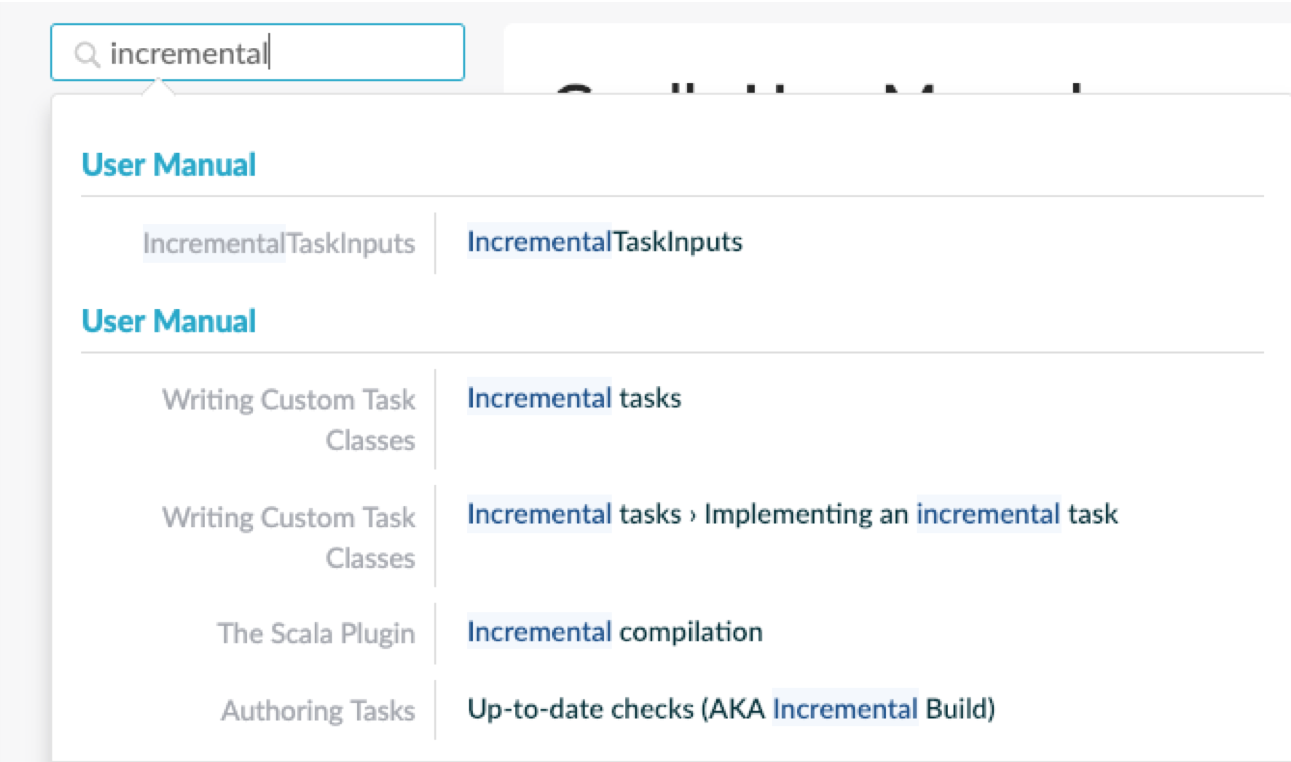 incremental
User Manual
IncrementalTaskInputs IncrementalTaskInputs
User Manual
Writing Custom Task Classes Incremental tasks
Writing Custom Task Classes Incremental tasks › Implementing an incremental task
The Scala Plugin Incremental compilation
Authoring Tasks Up-to-date checks (AKA Incremental Build)